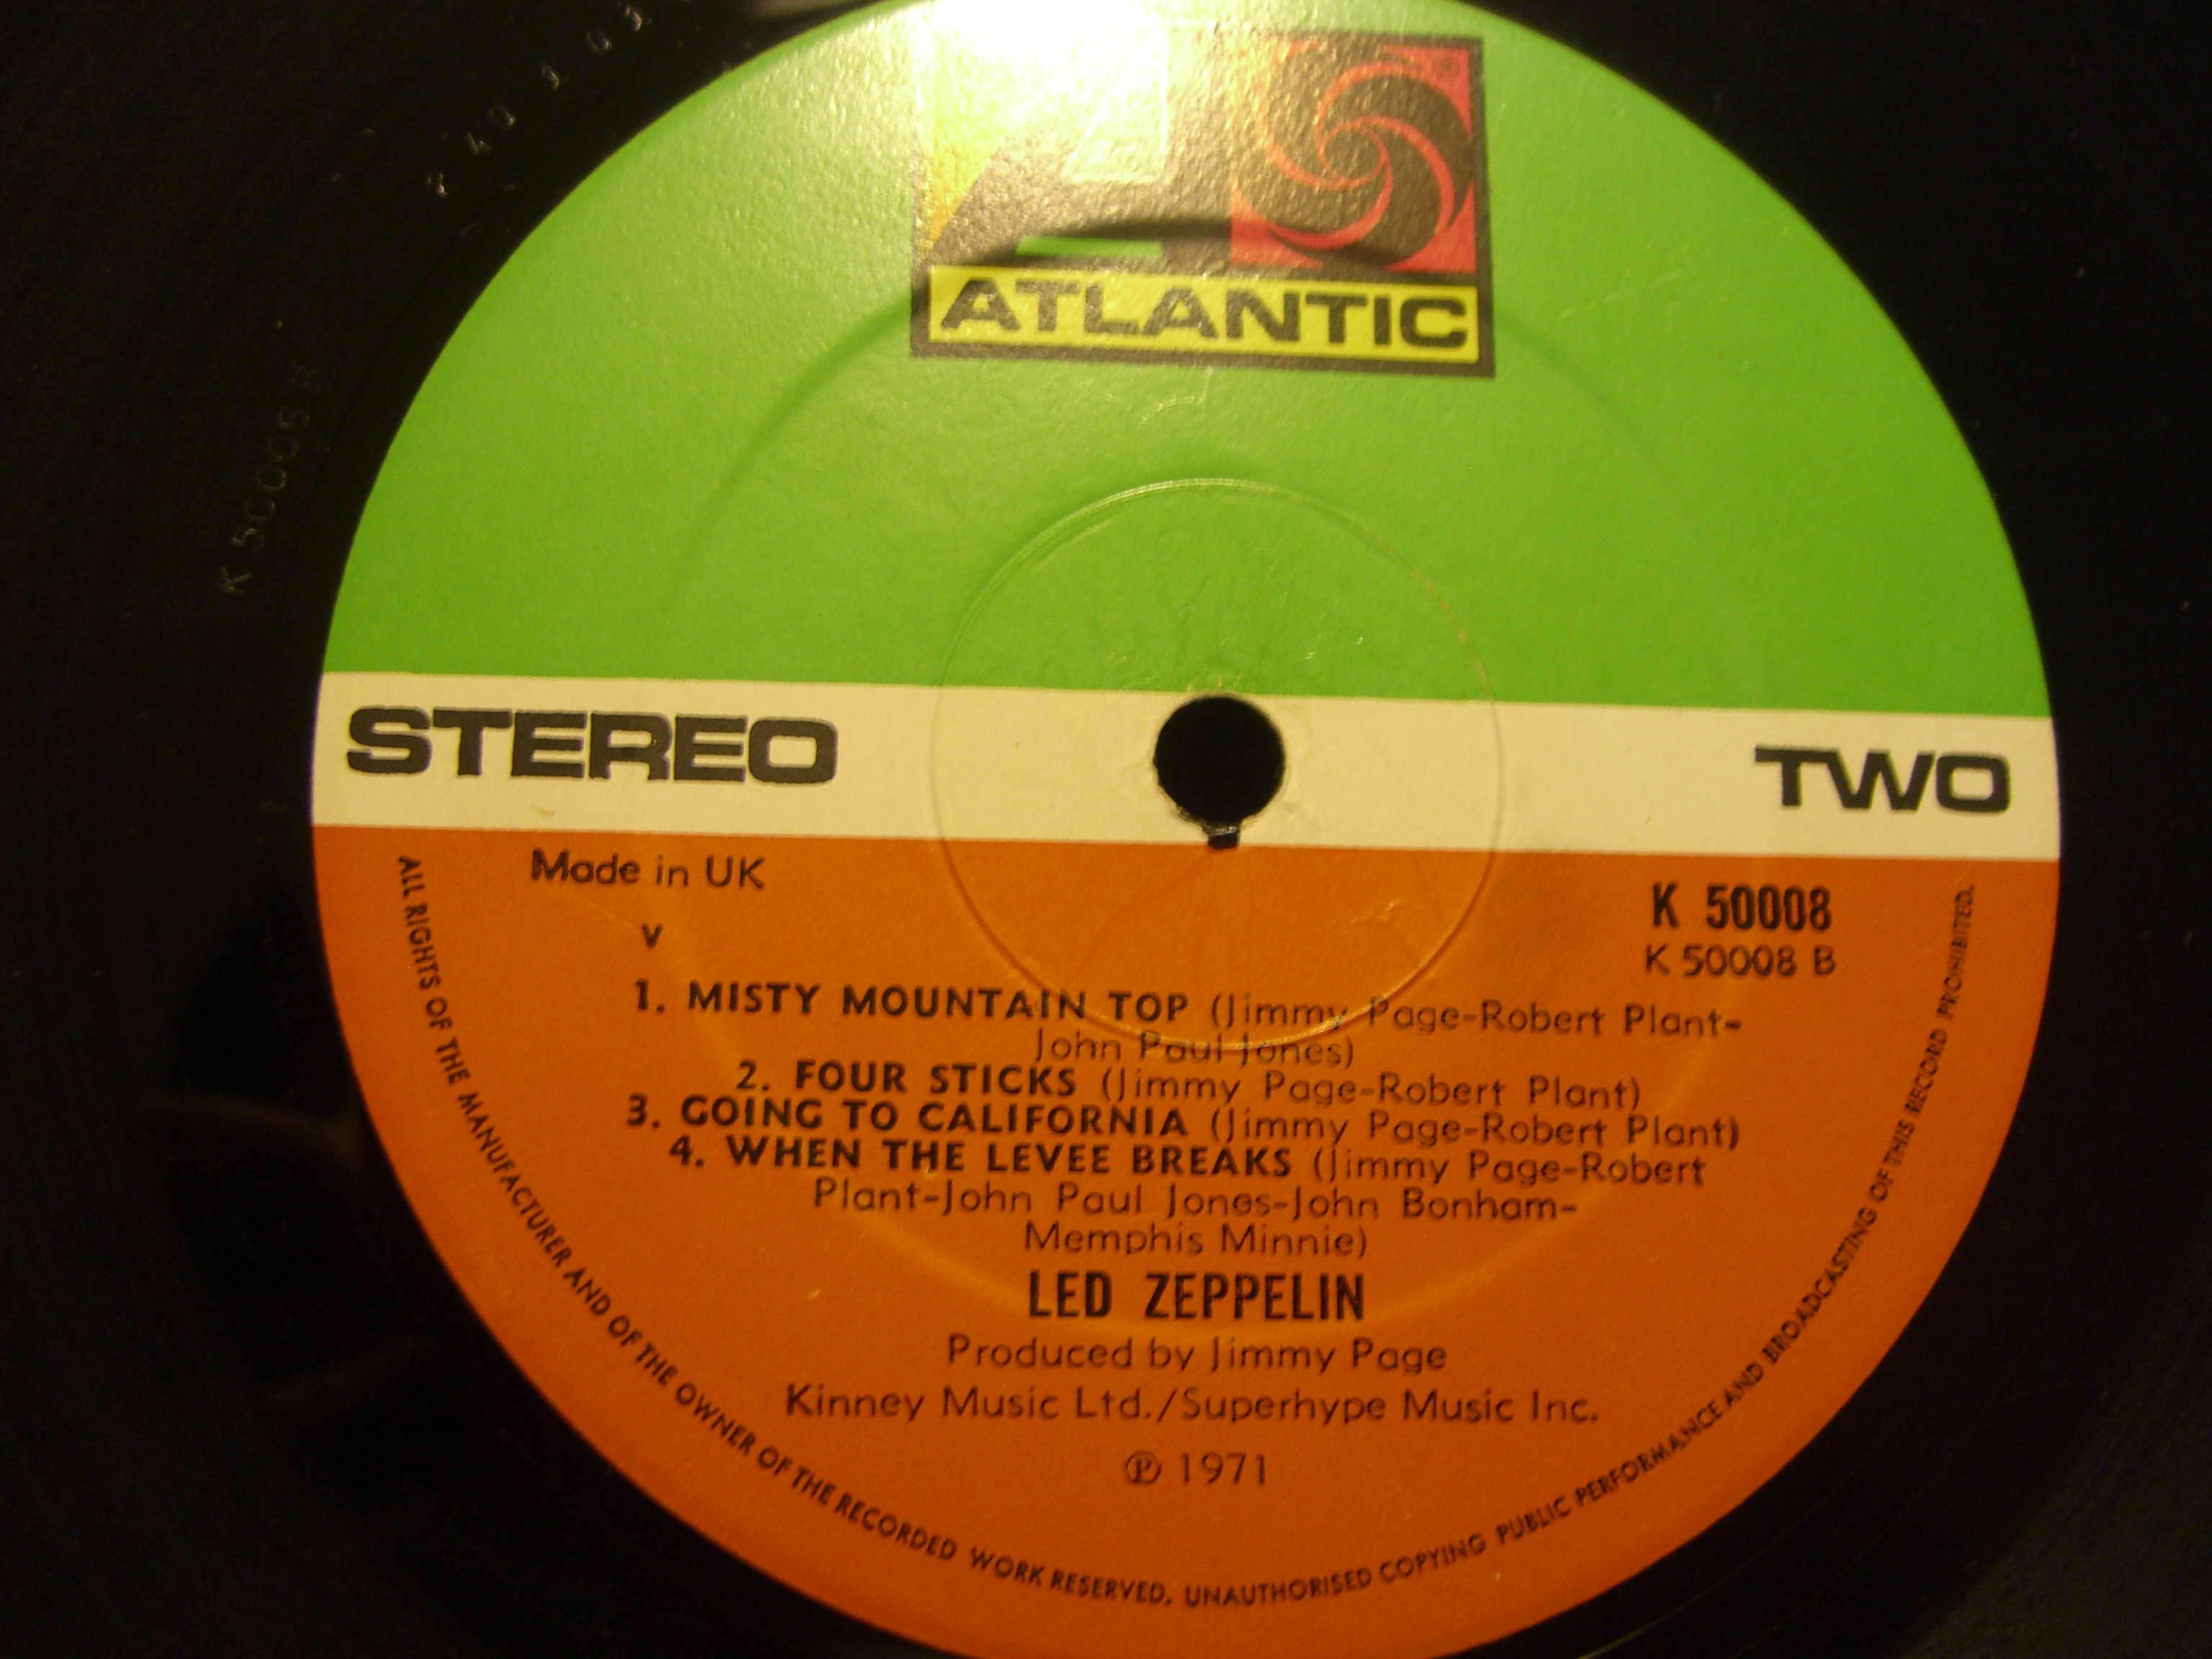 ATLANTIC
STEREO
TWO
Made in UK
V
K 50008
K 50008 B
1. MISTY MOUNTAIN TOP (Jimmy Page-Robert Plant-
John Paul Jones)
2. FOUR STICKS (Jimmy Page-Robert Plant)
3. GOING TO CALIFORNIA (Jimmy Page-Robert Plant)
4. WHEN THE LEVEE BREAKS (Jimmy Page-Robert
Plant-John Paul Jones-John Bonham-
Memphis Minnie)
LED ZEPPELIN
Produced by Jimmy Page
Kinney Music Ltd./Superhype Music Inc.
℗ 1971
ALL RIGHTS OF THE MANUFACTURER AND OF THE OWNER OF THE RECORDED WORK RESERVED. UNAUTHORISED COPYING PUBLIC PERFORMANCE AND BROADCASTING OF THIS RECORD PROHIBITED.
K 50008 B